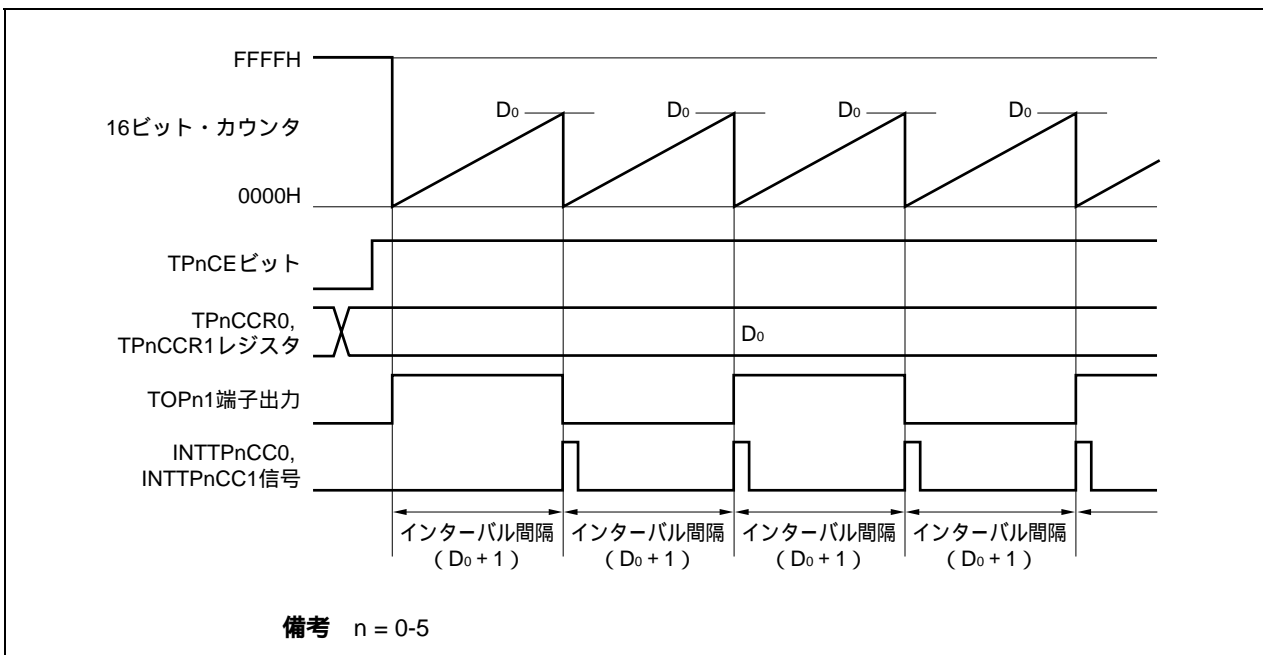 FFFFH
D0 D0 D0 D0
16ビット・カウンタ
0000H
TPnCEビット
TPnCCR0,
TPnCCR1レジスタ
D0
TOPn1端子出力
INTTPnCC0,
INTTPnCC1信号
インターバル間隔 インターバル間隔 インターバル間隔 インターバル間隔
（D0 + 1） （D0 + 1） （D0 + 1） （D0 + 1）
備考 n = 0-5